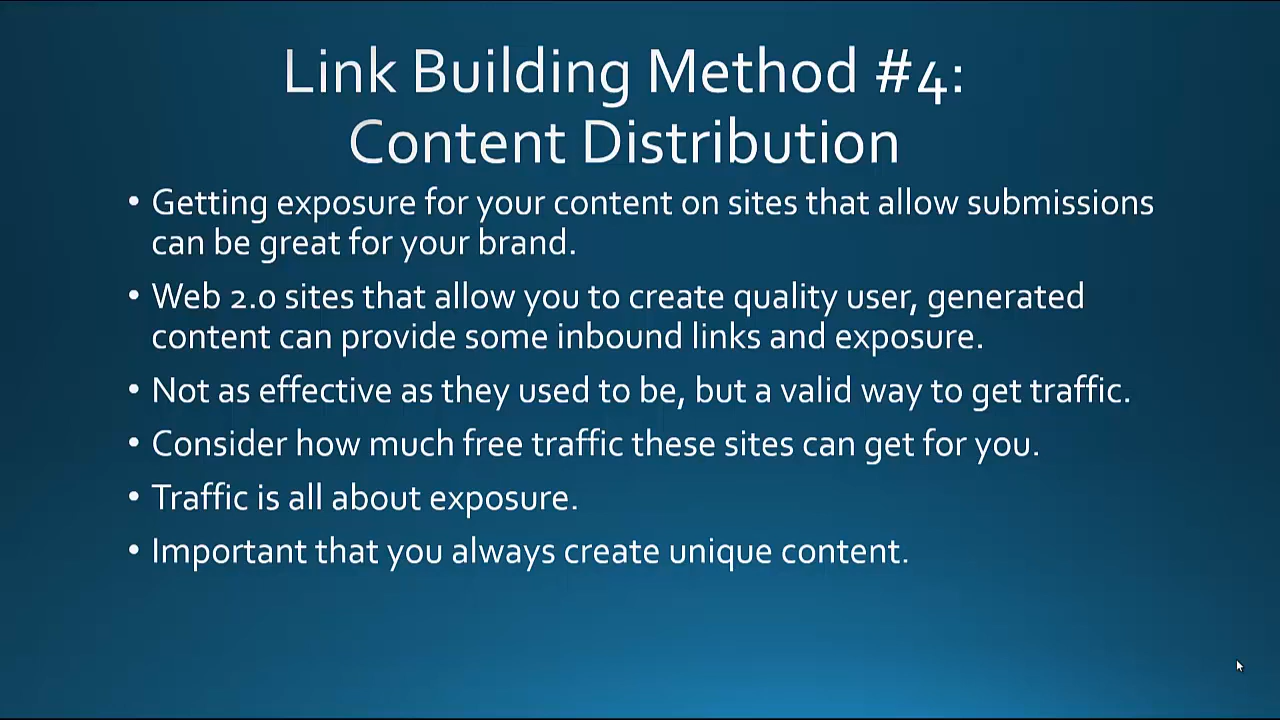 Link Building Method #4:
Content Distribution
• Getting exposure for your content on sites that allow submissions
can be great for your brand.
• Web 2.0 sites that allow you to create quality user, generated
content can provide some inbound links and exposure.
• Not as effective as they used to be, but a valid way to get traffic.
• Consider how much free traffic these sites can get for you.
• Traffic is all about exposure.
• Important that you always create unique content.